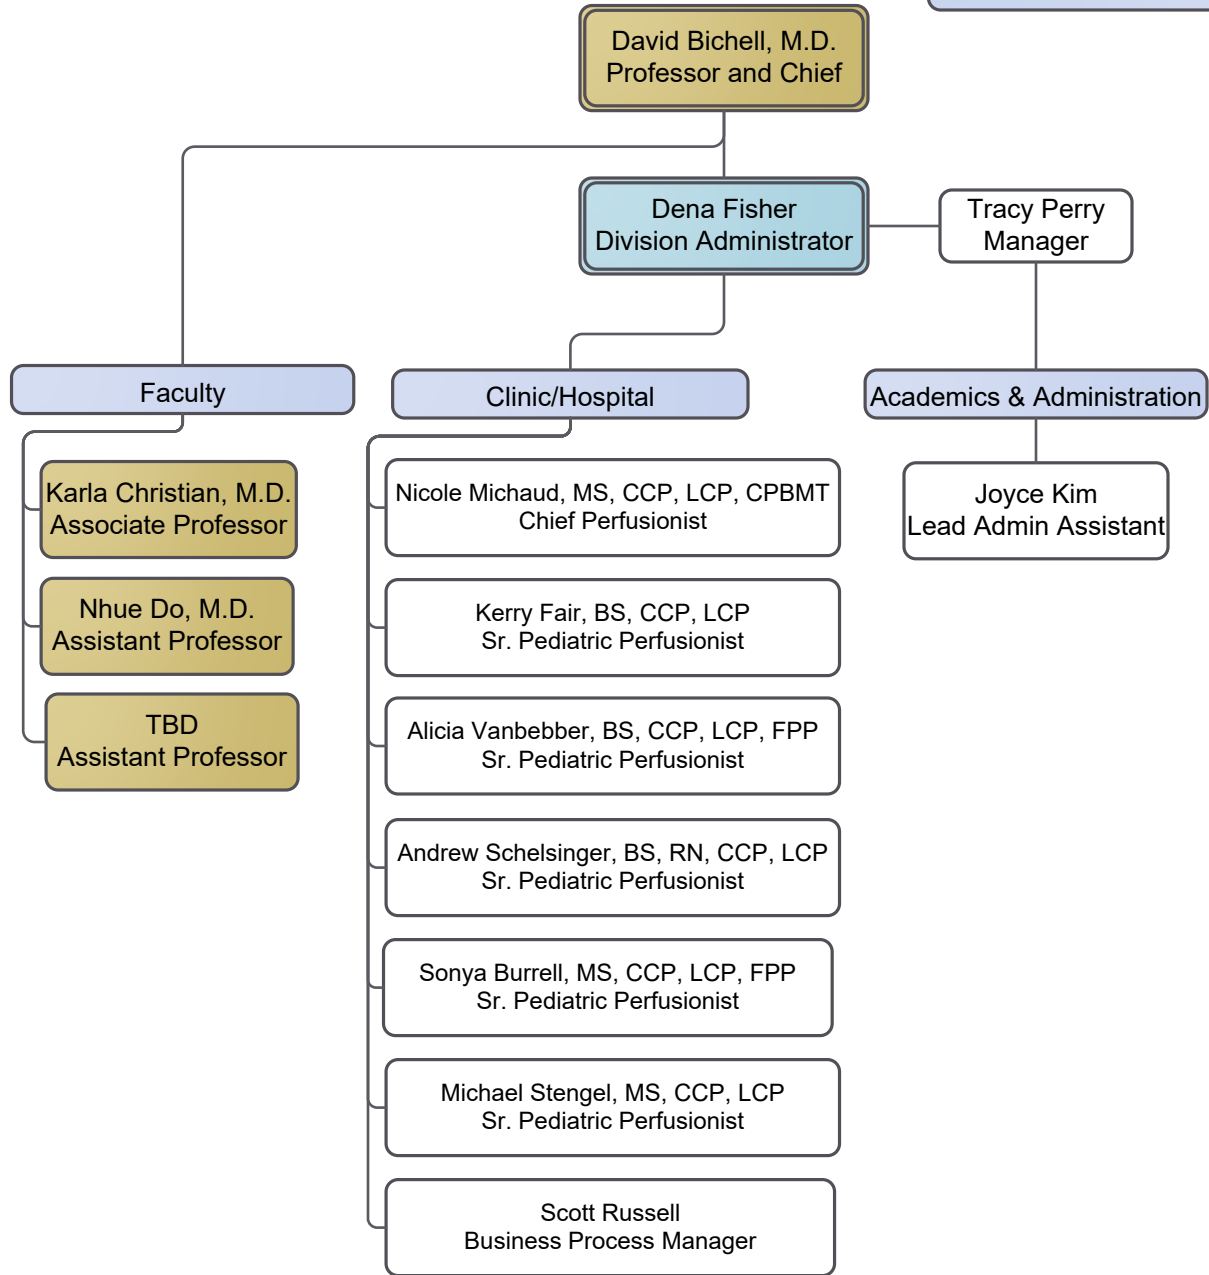 David Bichell, M.D.
Professor and Chief
Dena Fisher
Division Administrator
Tracy Perry
Manager
Faculty
Clinic/Hospital
Academics & Administration
Karla Christian, M.D.
Associate Professor
Nhue Do, M.D.
Assistant Professor
TBD
Assistant Professor
Nicole Michaud, MS, CCP, LCP, CPBMT
Chief Perfusionist
Kerry Fair, BS, CCP, LCP
Sr. Pediatric Perfusionist
Alicia Vanbebber, BS, CCP, LCP, FPP
Sr. Pediatric Perfusionist
Andrew Schelsinger, BS, RN, CCP, LCP
Sr. Pediatric Perfusionist
Sonya Burrell, MS, CCP, LCP, FPP
Sr. Pediatric Perfusionist
Michael Stengel, MS, CCP, LCP
Sr. Pediatric Perfusionist
Scott Russell
Business Process Manager
Joyce Kim
Lead Admin Assistant